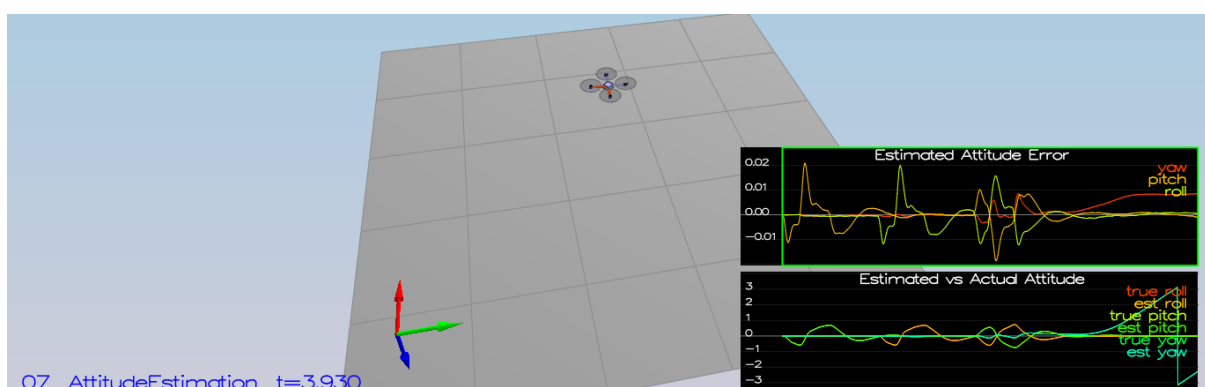 Estimated Attitude Error
0.02
0.01
0.00
-0.01
yaw
pitch
roll
Estimated vs Actual Attitude
3
2
1
0
-1
-2
-3
true roll
est roll
true pitch
est pitch
true yaw
est yaw
07_AttitudeEstimation t=3.930